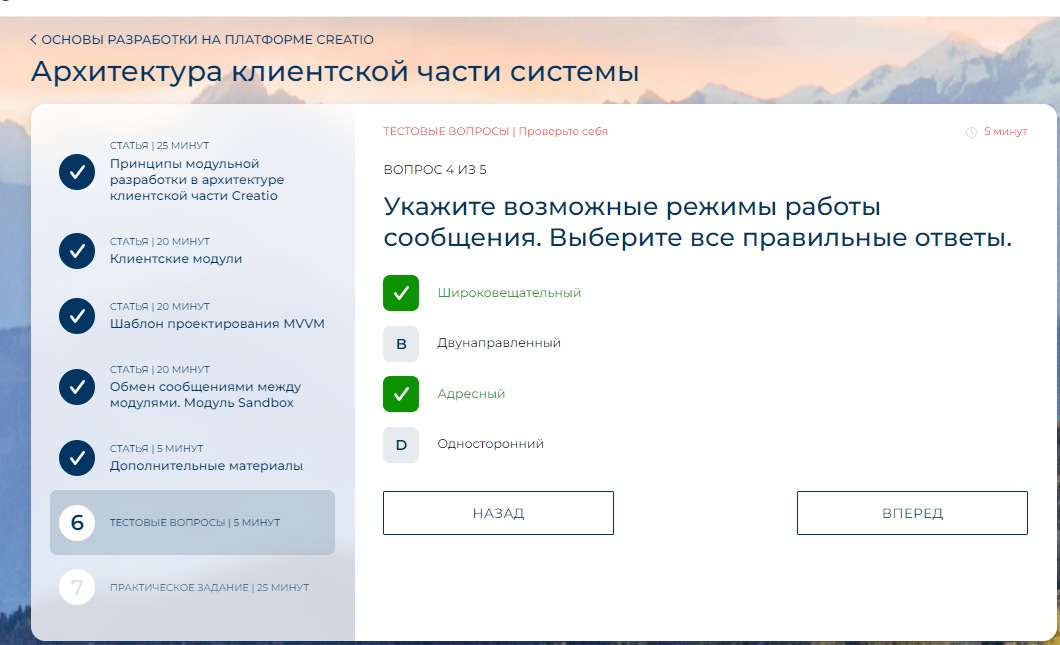 < ОСНОВЫ РАЗРАБОТКИ НА ПЛАТФОРМЕ CREATIO
Архитектура клиентской части системы
СТАТЬЯ | 25 МИНУТ
Принципы модульной
разработки в архитектуре
клиентской части Creatio
СТАТЬЯ | 20 МИНУТ
Клиентские модули
СТАТЬЯ | 20 МИНУТ
Шаблон проектирования MVVM
СТАТЬЯ | 20 МИНУТ
Обмен сообщениями между
модулями. Модуль Sandbox
СТАТЬЯ | 5 МИНУТ
Дополнительные материалы
6 ТЕСТОВЫЕ ВОПРОСЫ | 5 МИНУТ
7 ПРАКТИЧЕСКОЕ ЗАДАНИЕ | 25 МИНУТ
ТЕСТОВЫЕ ВОПРОСЫ | Проверьте себя
5 минут
ВОПРОС 4 ИЗ 5
Укажите возможные режимы работы
сообщения. Выберите все правильные ответы.
Широковещательный
B Двунаправленный
Адресный
D Односторонний
НАЗАД
ВПЕРЕД